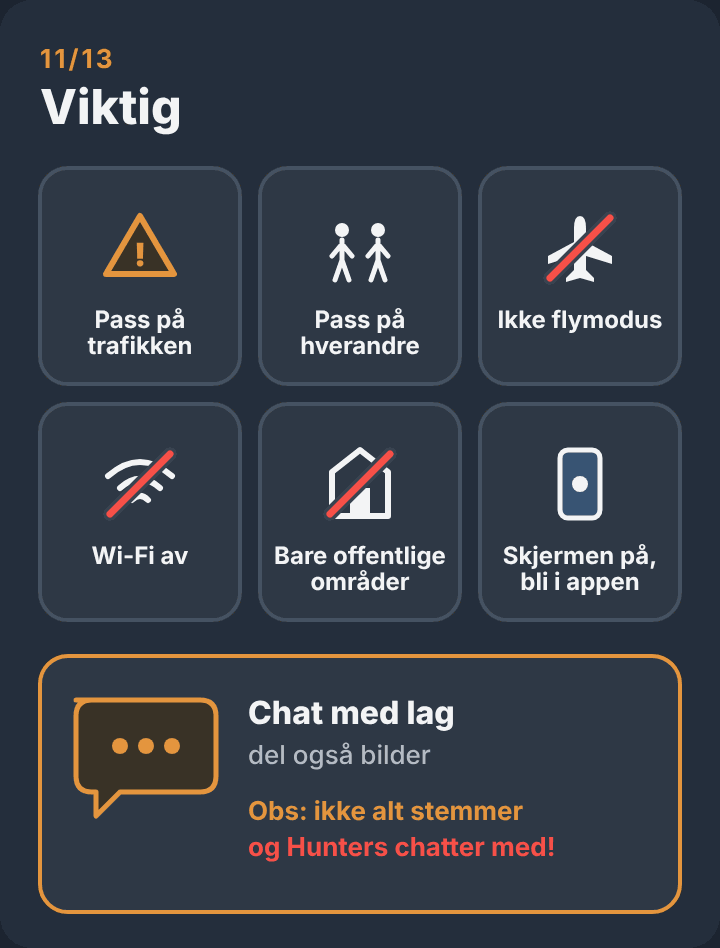 11/13
Viktig
Pass på
trafikken
Pass på
hverandre
Ikke flymodus
Wi-Fi av
Bare offentlige
områder
Skjermen på,
bli i appen
Chat med lag
del også bilder
Obs: ikke alt stemmer
og Hunters chatter med!